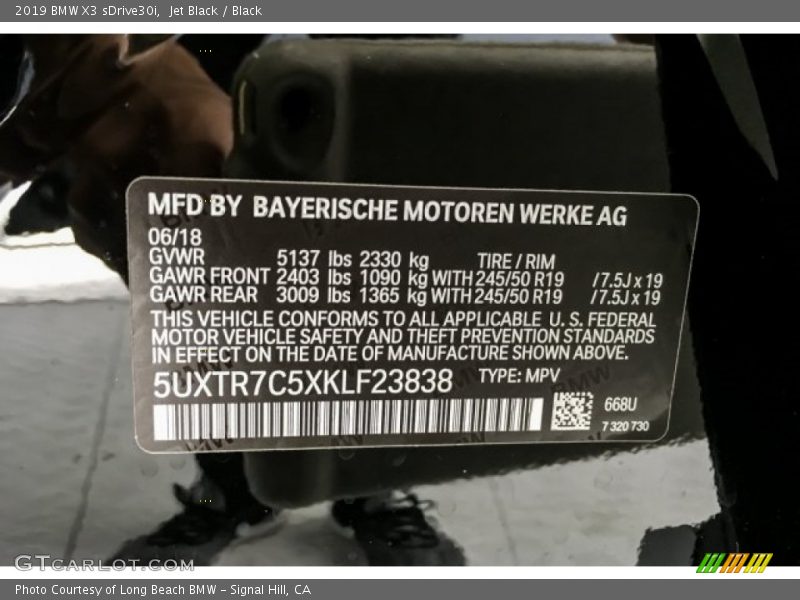 2019 BMW X3 sDrive30i, Jet Black / Black
MFD BY BAYERISCHE MOTOREN WERKE AG
06/18
GVWR 5137 lbs 2330 kg TIRE / RIM
GAWR FRONT 2403 lbs 1090 kg WITH 245/50 R19 /7.5J x 19
GAWR REAR 3009 lbs 1365 kg WITH 245/50 R19 /7.5J x 19
THIS VEHICLE CONFORMS TO ALL APPLICABLE U. S. FEDERAL
MOTOR VEHICLE SAFETY AND THEFT PREVENTION STANDARDS
IN EFFECT ON THE DATE OF MANUFACTURE SHOWN ABOVE.
5UXTR7C5XKLF23838 TYPE: MPV
668U
7 320 730
GTCARLOT.COM
Photo Courtesy of Long Beach BMW - Signal Hill, CA